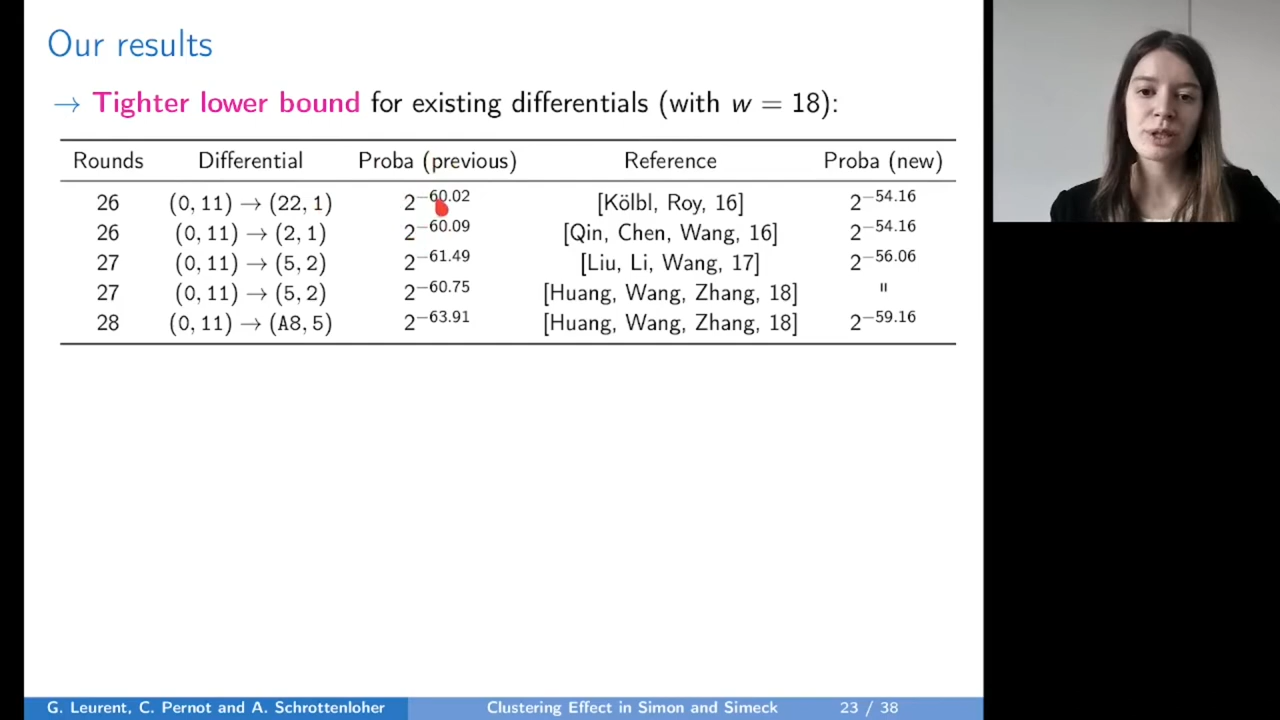 Our results
→ Tighter lower bound for existing differentials (with w = 18):
Rounds Differential Proba (previous) Reference Proba (new)
26 (0, 11) → (22, 1) 2^−60.02 [Kölbl, Roy, 16] 2^−54.16
26 (0, 11) → (2, 1) 2^−60.09 [Qin, Chen, Wang, 16] 2^−54.16
27 (0, 11) → (5, 2) 2^−61.49 [Liu, Li, Wang, 17] 2^−56.06
27 (0, 11) → (5, 2) 2^−60.75 [Huang, Wang, Zhang, 18] "
28 (0, 11) → (A8, 5) 2^−63.91 [Huang, Wang, Zhang, 18] 2^−59.16
G. Leurent, C. Pernot and A. Schrottenloher Clustering Effect in Simon and Simeck 23 / 38